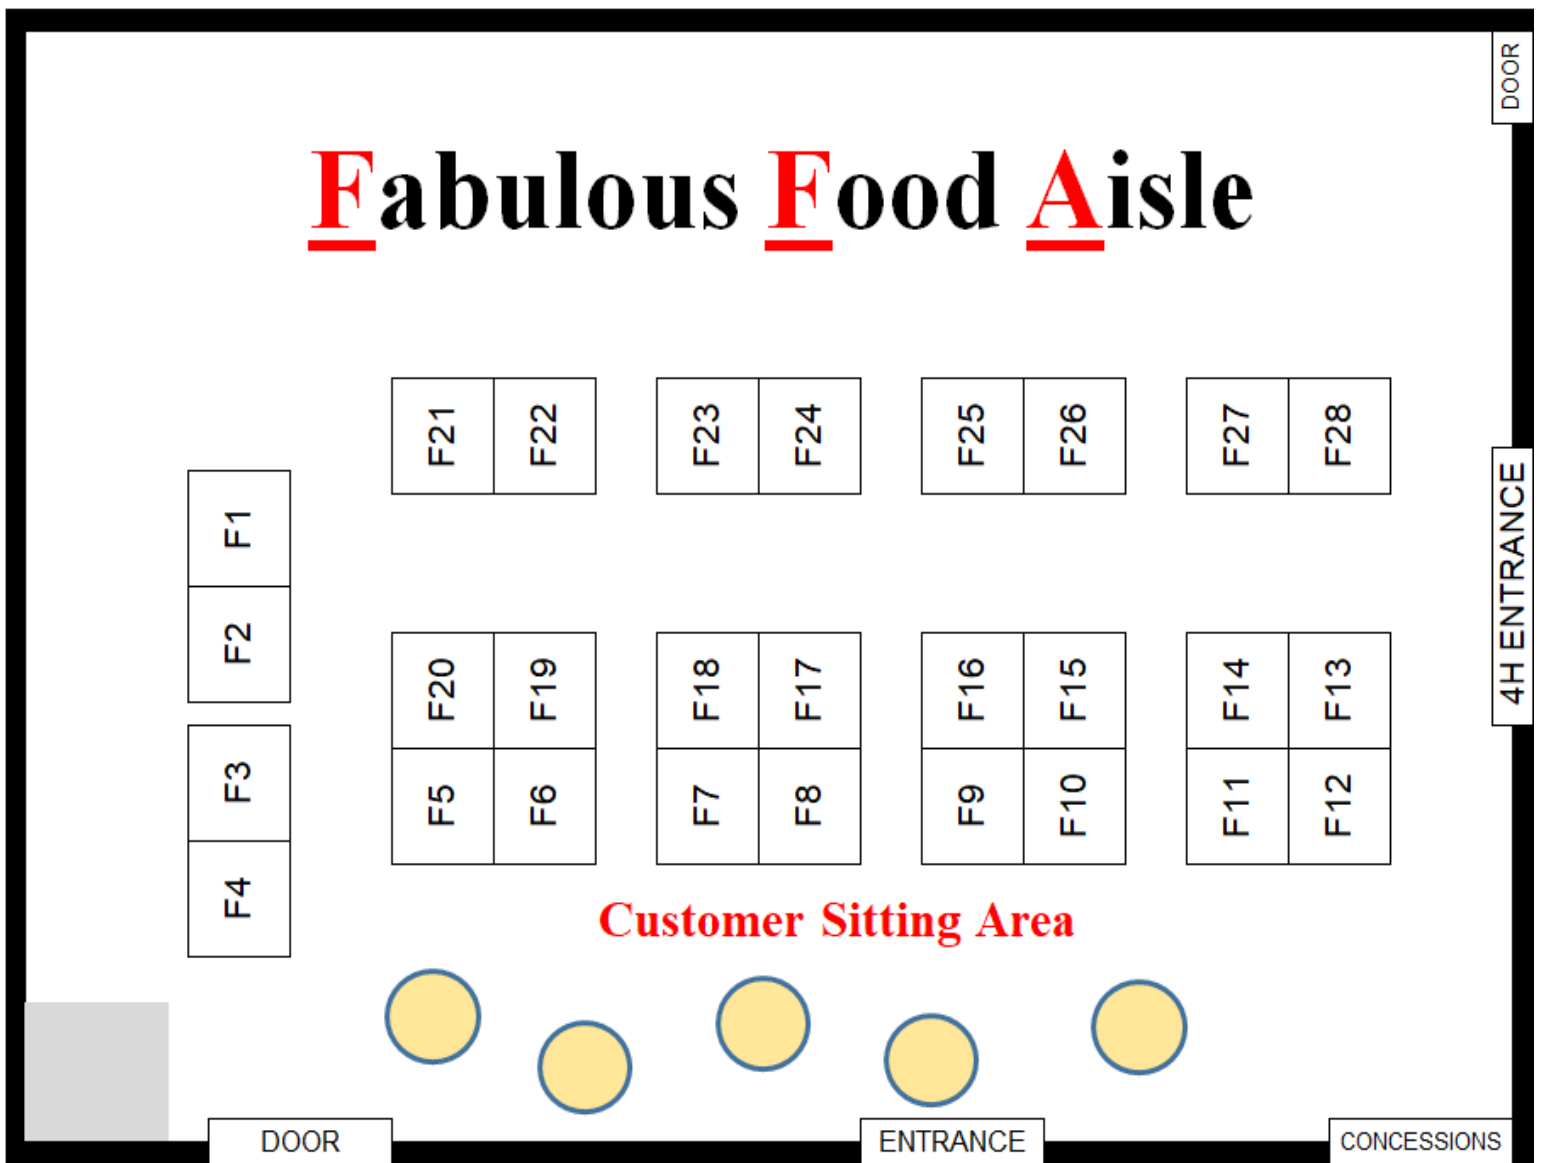 DOOR
Fabulous Food Aisle
F21 F22 F23 F24 F25 F26 F27 F28
F1
F2
4H ENTRANCE
F20 F19 F18 F17 F16 F15 F14 F13
F3
F5 F6 F7 F8 F9 F10 F11 F12
F4
Customer Sitting Area
DOOR
ENTRANCE
CONCESSIONS